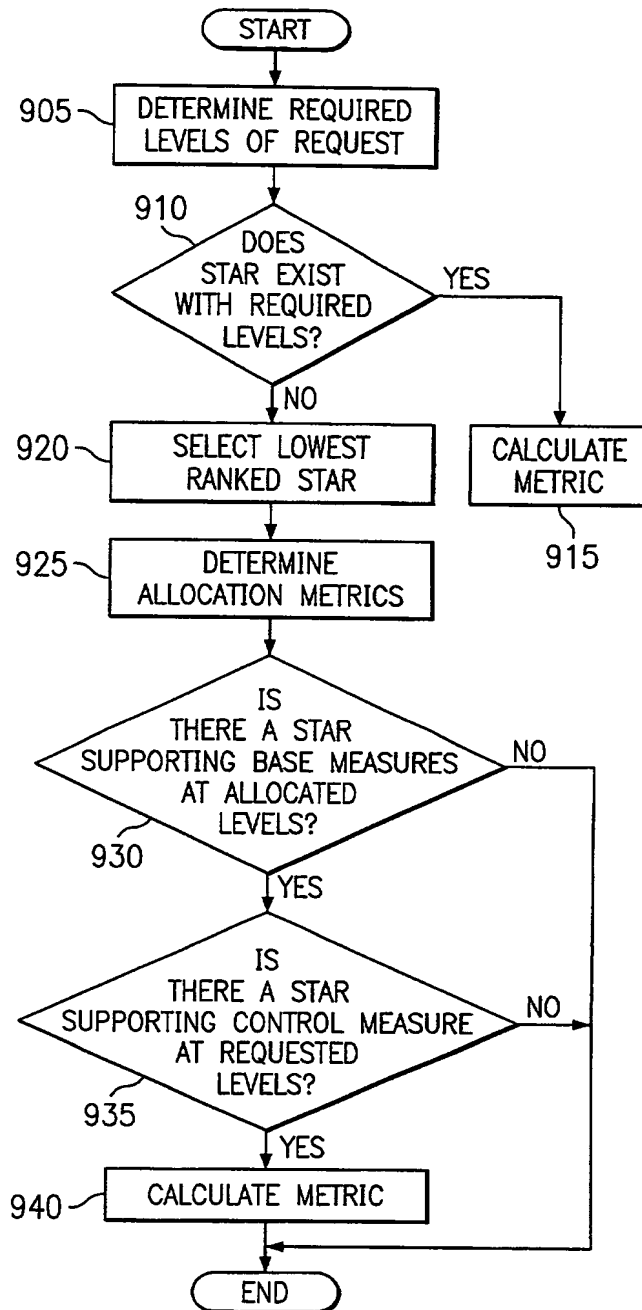 START
905
DETERMINE REQUIRED
LEVELS OF REQUEST
910
DOES
STAR EXIST
WITH REQUIRED
LEVELS?
YES
NO
920
SELECT LOWEST
RANKED STAR
CALCULATE
METRIC
915
925
DETERMINE
ALLOCATION METRICS
IS
THERE A STAR
SUPPORTING BASE MEASURES
AT ALLOCATED
LEVELS?
NO
930
YES
IS
THERE A STAR
SUPPORTING CONTROL MEASURE
AT REQUESTED
LEVELS?
NO
935
YES
940
CALCULATE METRIC
END